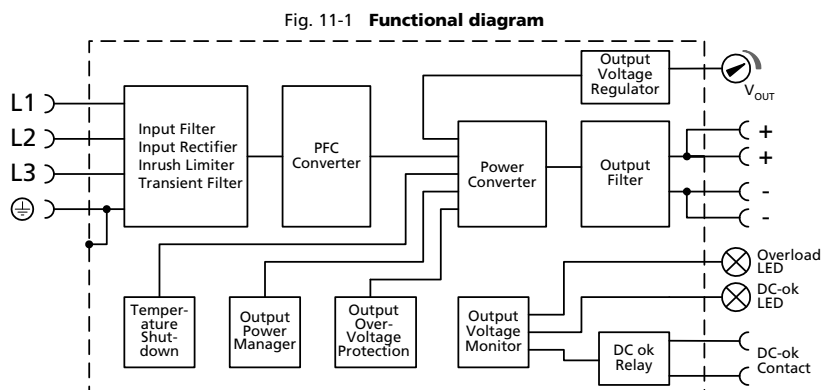 Fig. 11-1 Functional diagram
Output
Voltage
Regulator
V_OUT
L1
L2
L3
Input Filter
Input Rectifier
Inrush Limiter
Transient Filter
PFC
Converter
Power
Converter
Output
Filter
+
+
-
-
Temper-
ature
Shut-
down
Output
Power
Manager
Output
Over-
Voltage
Protection
Output
Voltage
Monitor
DC ok
Relay
Overload
LED
DC-ok
LED
DC-ok
Contact